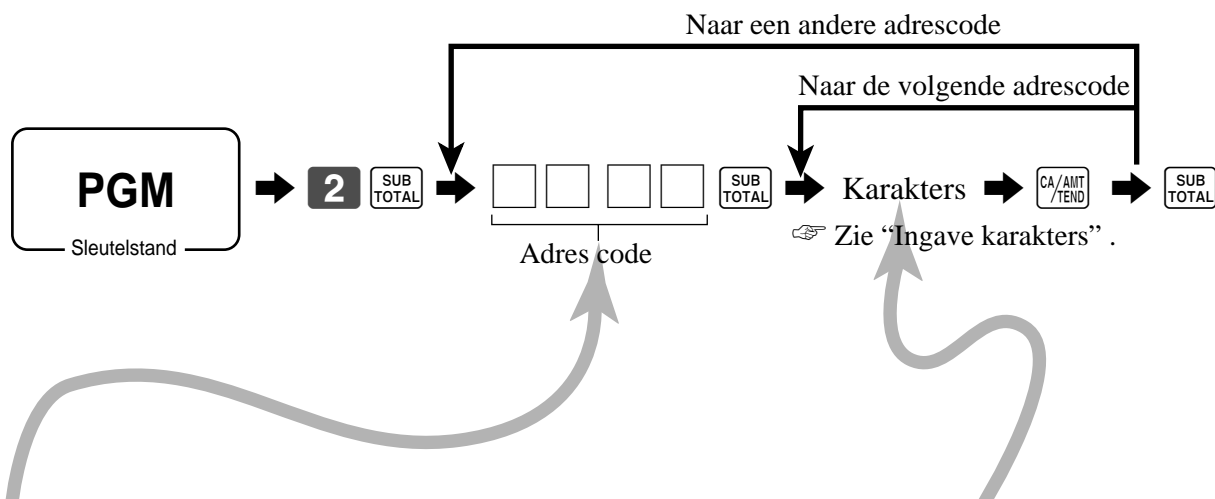 Naar een andere adrescode
Naar de volgende adrescode
PGM
Sleutelstand
2
SUB
TOTAL
SUB
TOTAL
Karakters
CA/AMT
/TEND
SUB
TOTAL
☞ Zie “Ingave karakters” .
Adres code